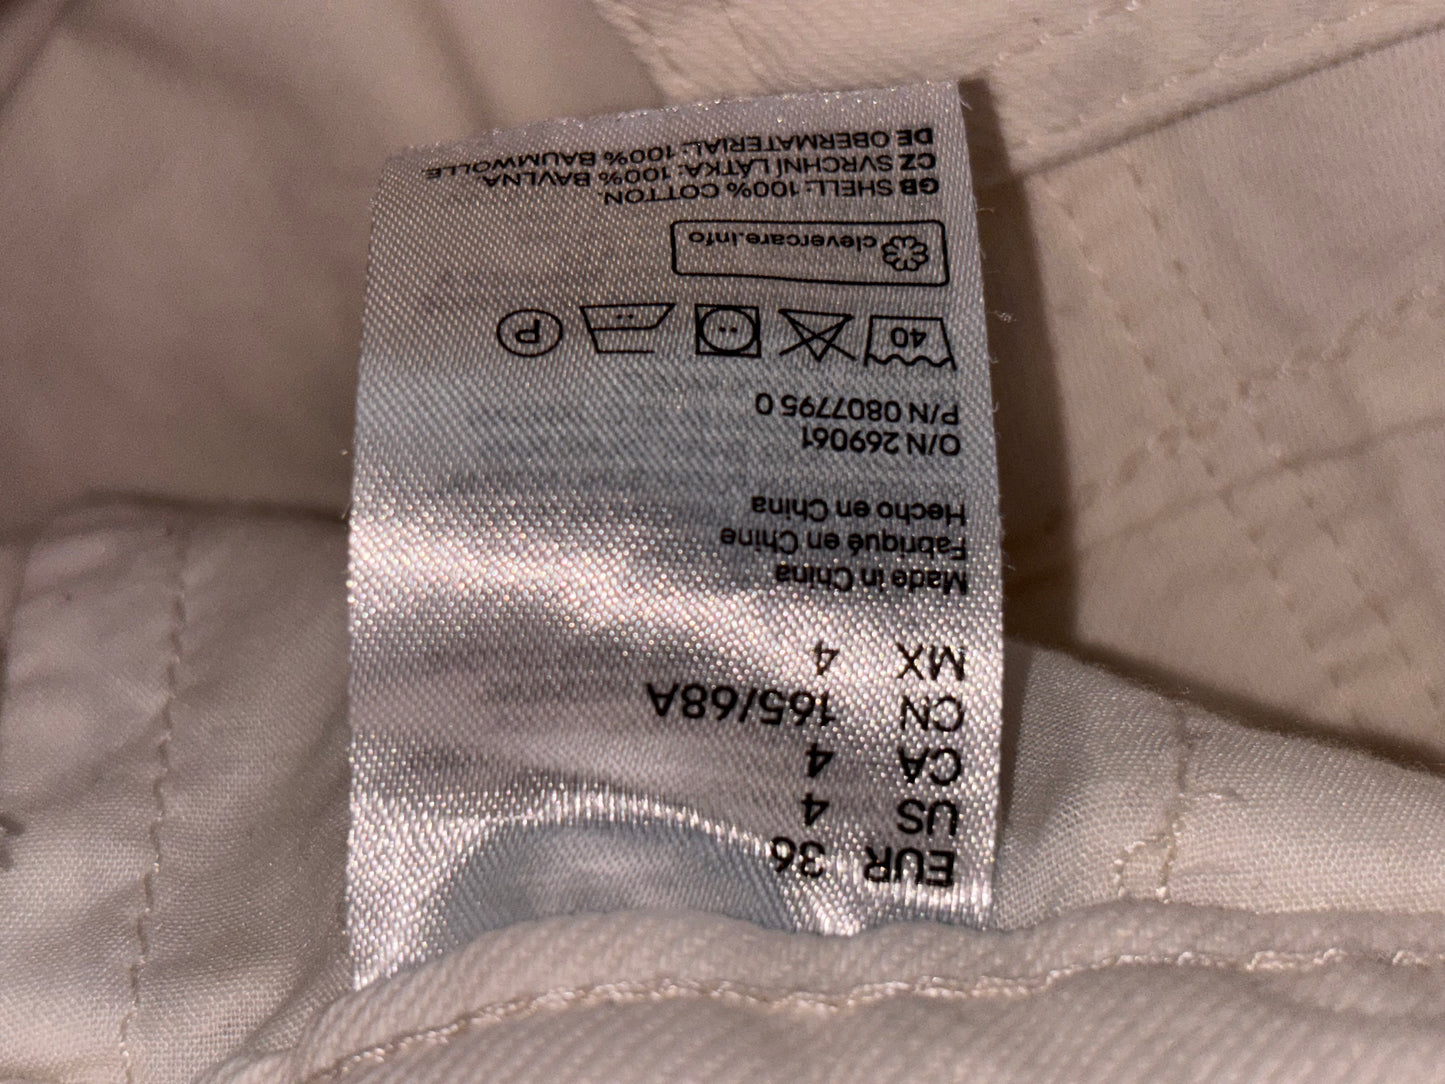 EUR 36
US 4
CA 4
CN 165/68A
MX 4
Made in China
Fabriqué en Chine
Hecho en China
O/N 269061
P/N 0807795 0
40 P
clevercare.info
GB SHELL: 100% COTTON.
CZ SVRCHNÍ LÁTKA: 100% BAVLNA.
DE OBERMATERIAL: 100% BAUMWOLLE.